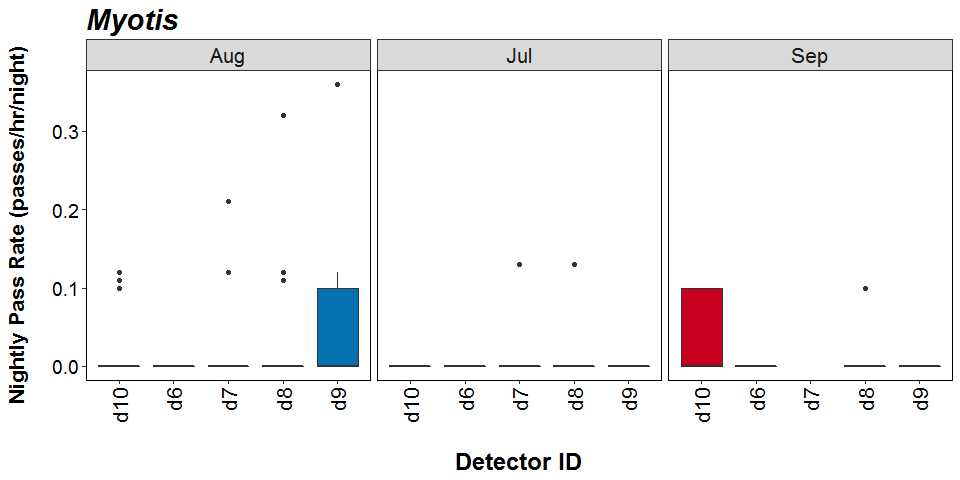 Myotis
Aug Jul Sep
Nightly Pass Rate (passes/hr/night)
0.3
0.2
0.1
0.0
d10 d6 d7 d8 d9 d10 d6 d7 d8 d9 d10 d6 d7 d8 d9
Detector ID